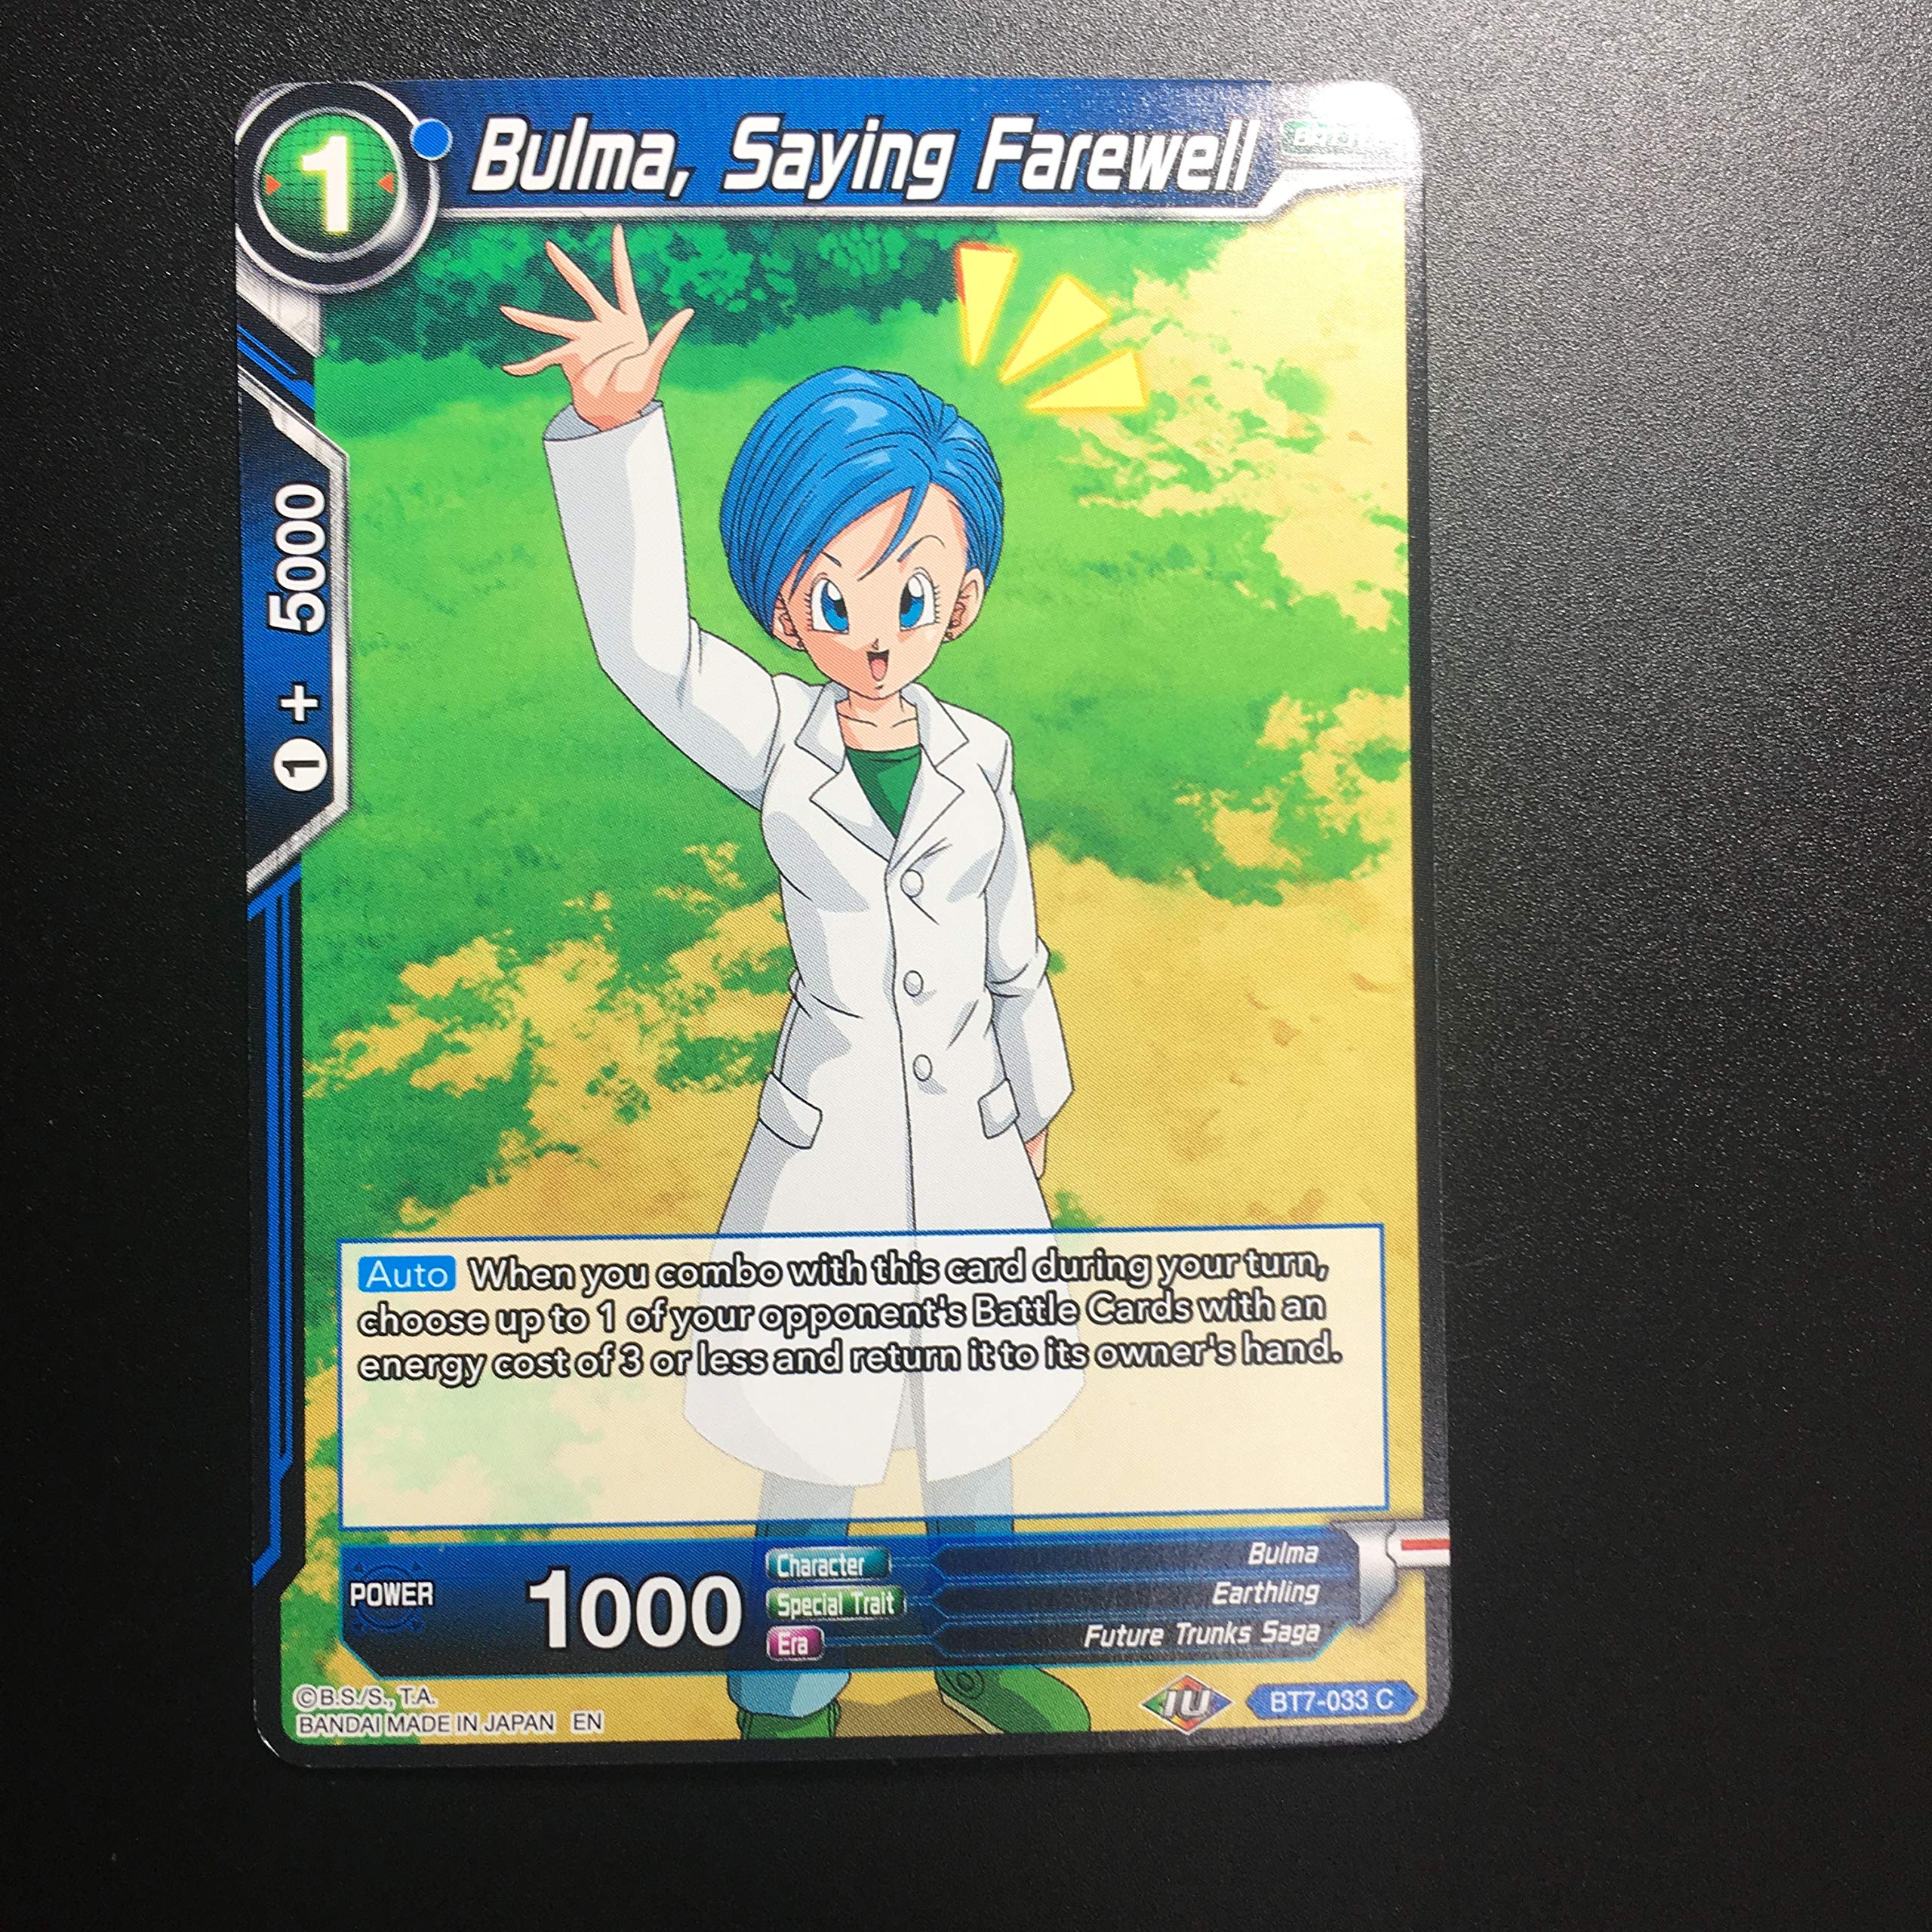 1
Bulma, Saying Farewell
1 + 5000
Auto When you combo with this card during your turn,
choose up to 1 of your opponent's Battle Cards with an
energy cost of 3 or less and return it to its owner's hand.
POWER 1000
Character Bulma
Special Trait Earthling
Era Future Trunks Saga
©B.S./S., T.A.
BANDAI MADE IN JAPAN EN
IU BT7-033 C